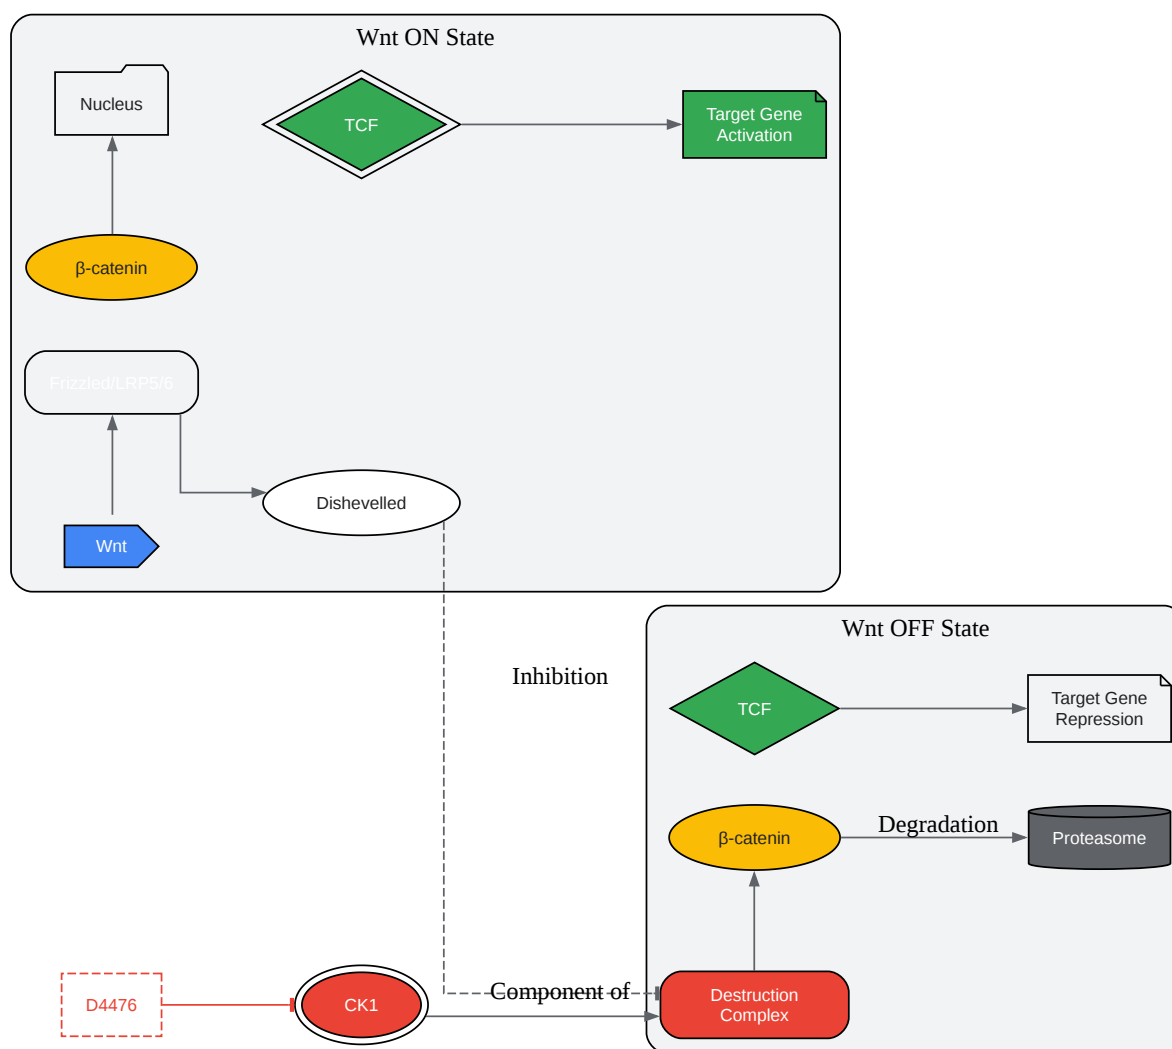 Wnt ON State
Nucleus
TCF
Target Gene
Activation
β-catenin
Frizzled/LRP5/6
Dishevelled
Wnt
Wnt OFF State
Inhibition
TCF
Target Gene
Repression
β-catenin
Degradation
Proteasome
D4476
CK1
Component of
Destruction
Complex